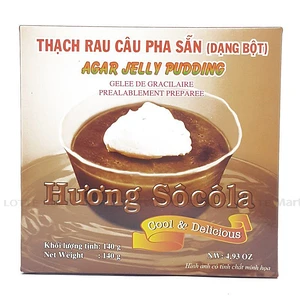 THẠCH RAU CÂU PHA SẴN (DẠNG BỘT)
AGAR JELLY PUDDING
GELEE DE GRACILAIRE
PREALABLEMENT PREPAREE
Hương Sôcôla
Cool & Delicious
Khối lượng tịnh: 140 g
Net Weight : 140 g
NW: 4,93 OZ
Hình ảnh có tính chất minh họa